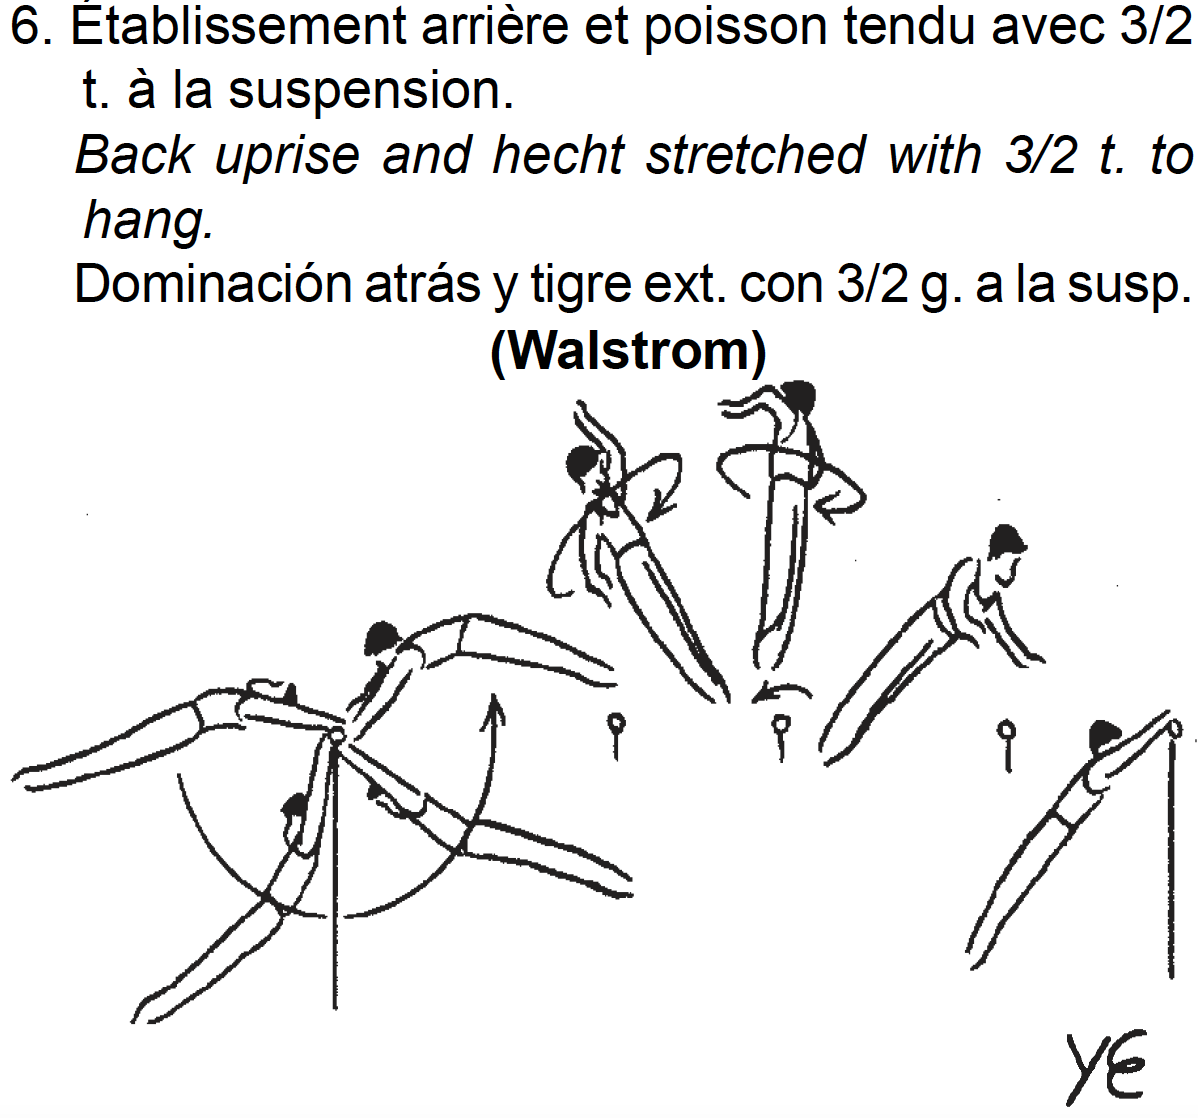 6. Établissement arrière et poisson tendu avec 3/2
t. à la suspension.
Back uprise and hecht stretched with 3/2 t. to
hang.
Dominación atrás y tigre ext. con 3/2 g. a la susp.
(Walstrom)
YE